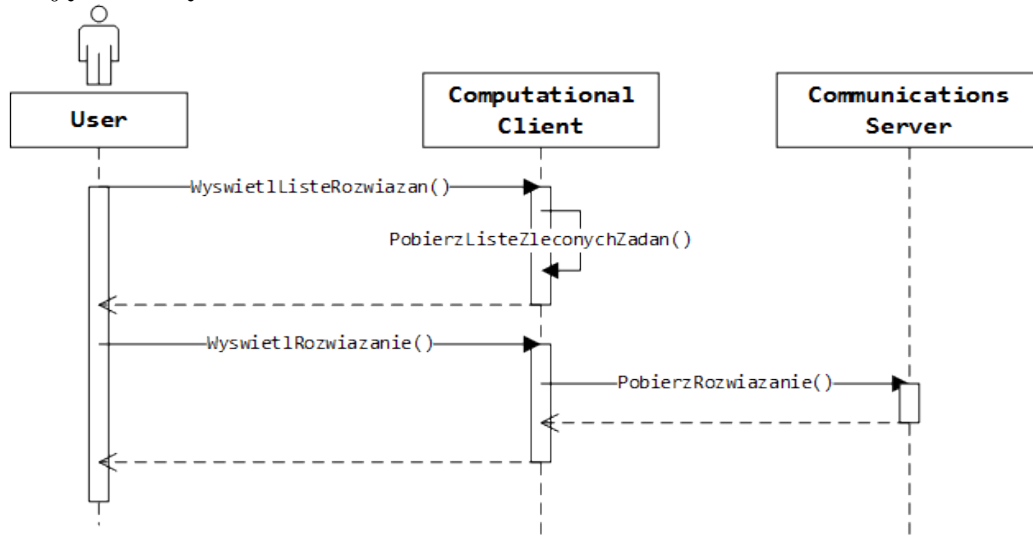 User
Computational
Client
Communications
Server
WyswietlListeRozwiazan()
PobierzListeZleconychZadan()
WyswietlRozwiazanie()
PobierzRozwiazanie()